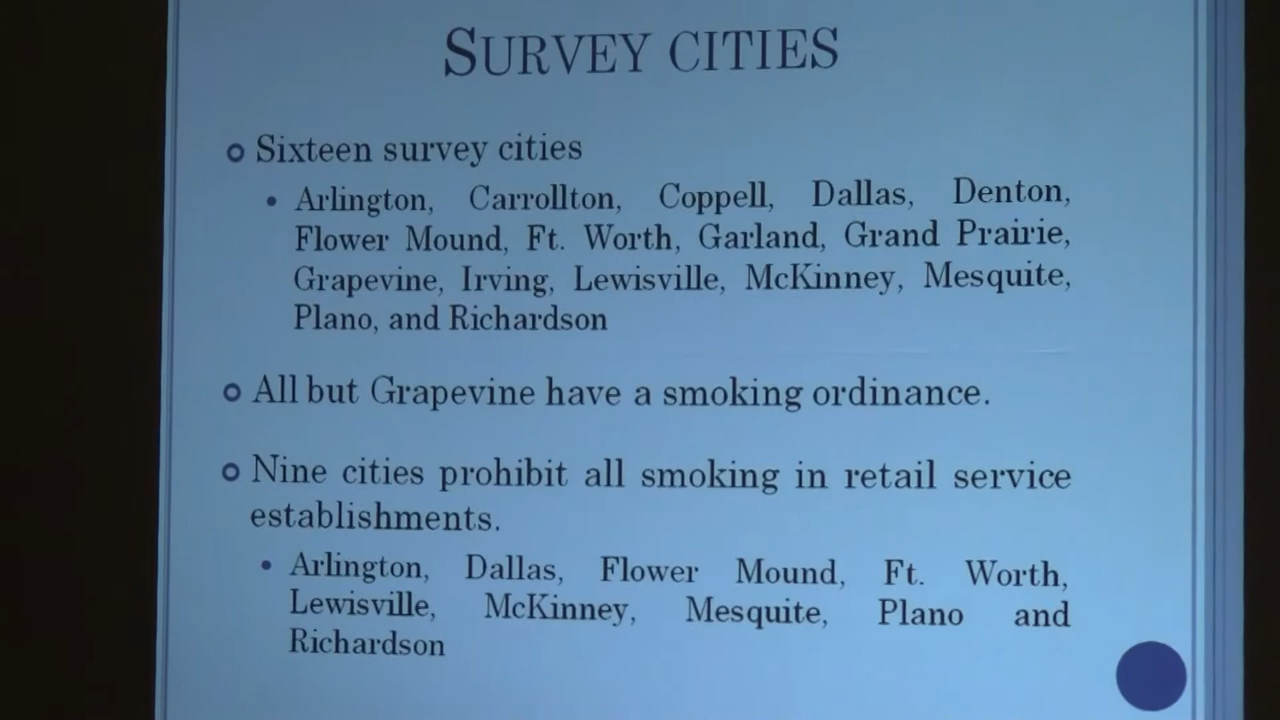 SURVEY CITIES
Sixteen survey cities
Arlington, Carrollton, Coppell, Dallas, Denton,
Flower Mound, Ft. Worth, Garland, Grand Prairie,
Grapevine, Irving, Lewisville, McKinney, Mesquite,
Plano, and Richardson
All but Grapevine have a smoking ordinance.
Nine cities prohibit all smoking in retail service
establishments.
Arlington, Dallas, Flower Mound, Ft. Worth,
Lewisville, McKinney, Mesquite, Plano and
Richardson